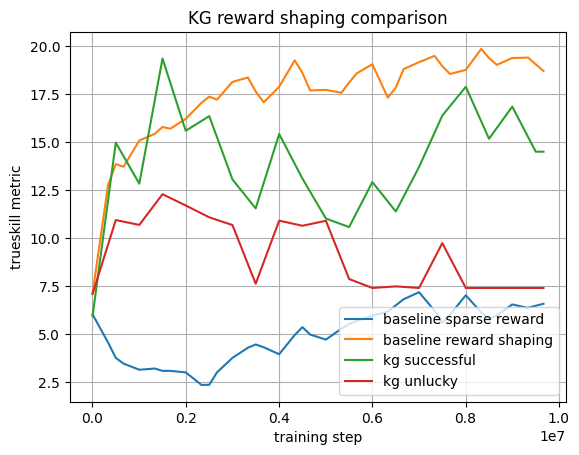 KG reward shaping comparison
trueskill metric
20.0
17.5
15.0
12.5
10.0
7.5
5.0
2.5
baseline sparse reward
baseline reward shaping
kg successful
kg unlucky
0.0 0.2 0.4 0.6 0.8 1.0
1e7
training step